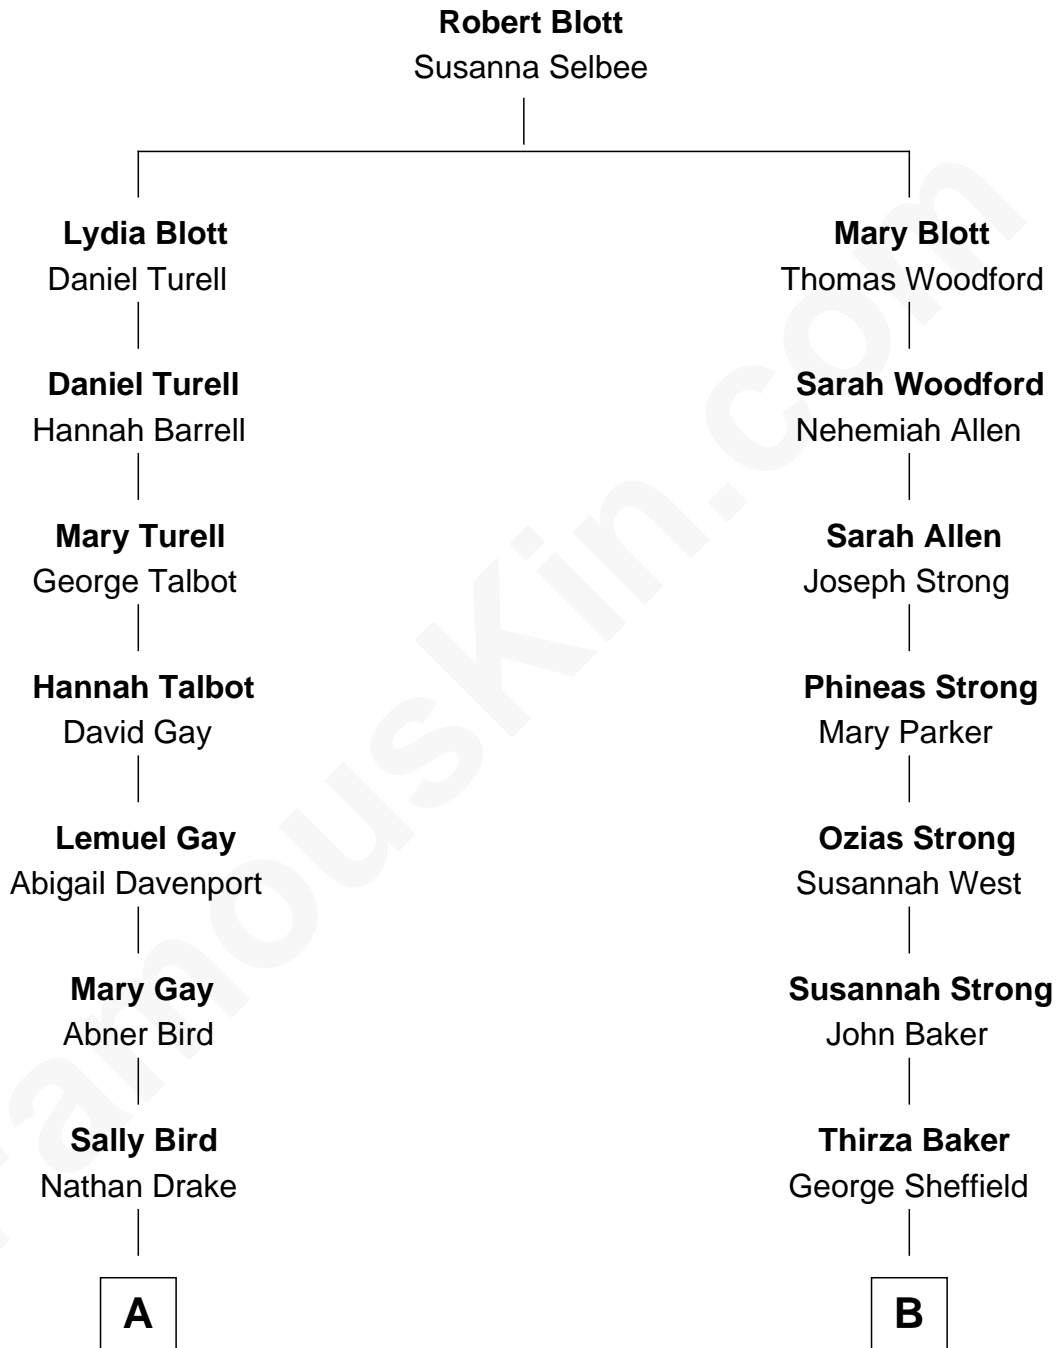 Robert Blott
Susanna Selbee
Lydia Blott
Daniel Turell
Mary Blott
Thomas Woodford
Daniel Turell
Hannah Barrell
Sarah Woodford
Nehemiah Allen
Mary Turell
George Talbot
Sarah Allen
Joseph Strong
Hannah Talbot
David Gay
Phineas Strong
Mary Parker
Lemuel Gay
Abigail Davenport
Ozias Strong
Susannah West
Mary Gay
Abner Bird
Susannah Strong
John Baker
Sally Bird
Nathan Drake
Thirza Baker
George Sheffield
A
B
FamousKin.com